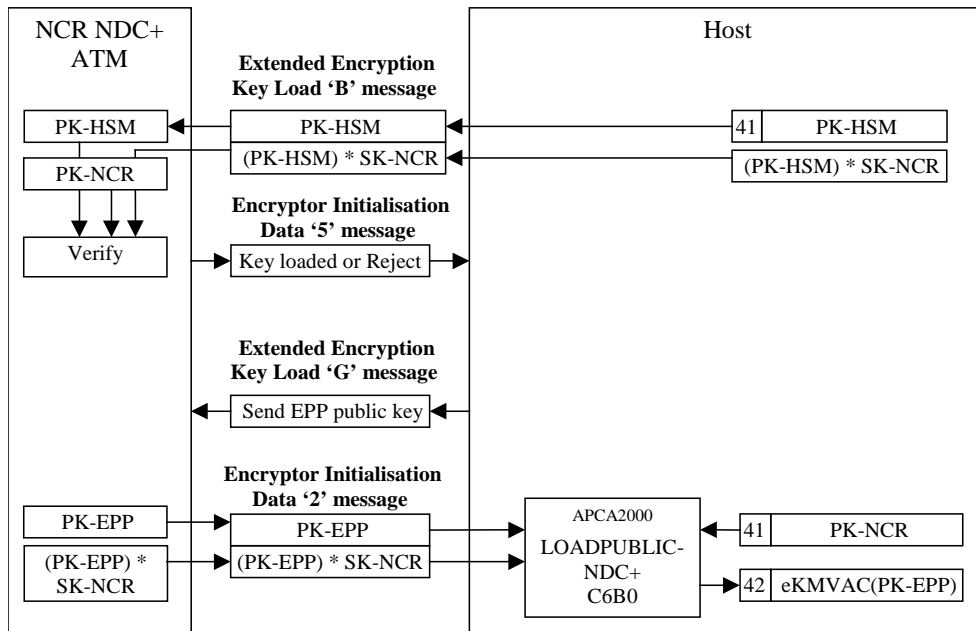 NCR NDC+
ATM
Host
Extended Encryption
Key Load ‘B’ message
PK-HSM
PK-HSM
41
PK-HSM
PK-NCR
(PK-HSM) * SK-NCR
(PK-HSM) * SK-NCR
Encryptor Initialisation
Data ‘5’ message
Verify
Key loaded or Reject
Extended Encryption
Key Load ‘G’ message
Send EPP public key
Encryptor Initialisation
Data ‘2’ message
PK-EPP
PK-EPP
(PK-EPP) *
SK-NCR
(PK-EPP) * SK-NCR
APCA2000
LOADPUBLIC-
NDC+
C6B0
41
PK-NCR
42
eKMVAC(PK-EPP)